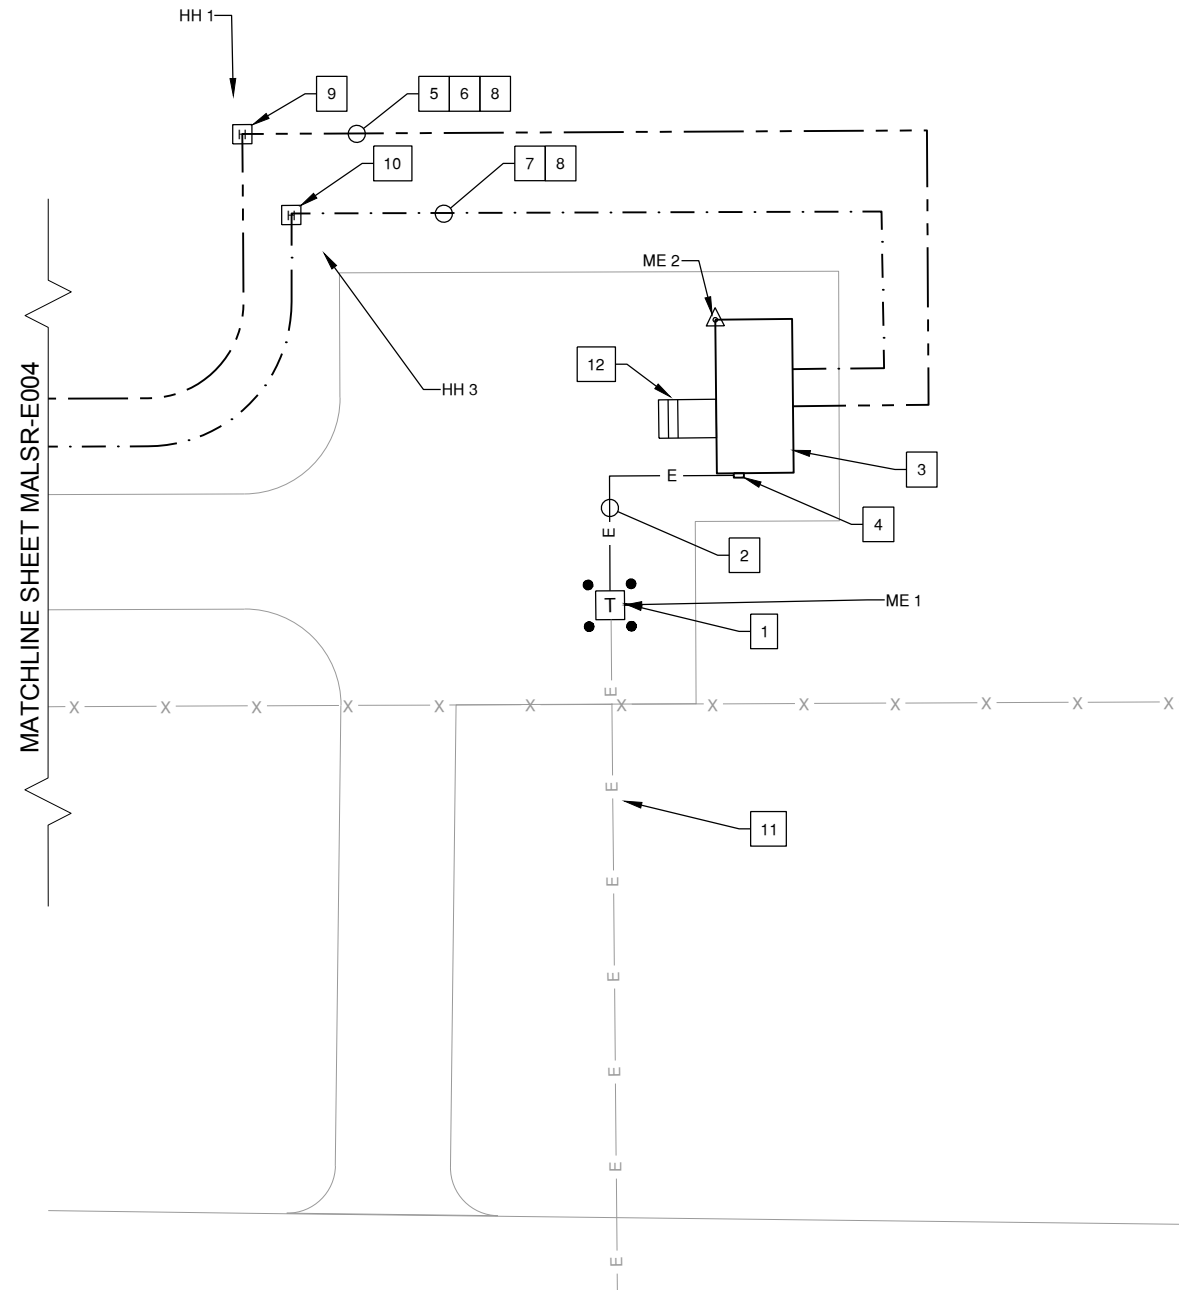 HH 1
9
5 6 8
10
7 8
H
H
ME 2
12
HH 3
MATCHLINE SHEET MALSR-E004
3
E
4
E
2
T
ME 1
1
E
X X X X X X X X X X X X X
E
11
E
E
E
E
E